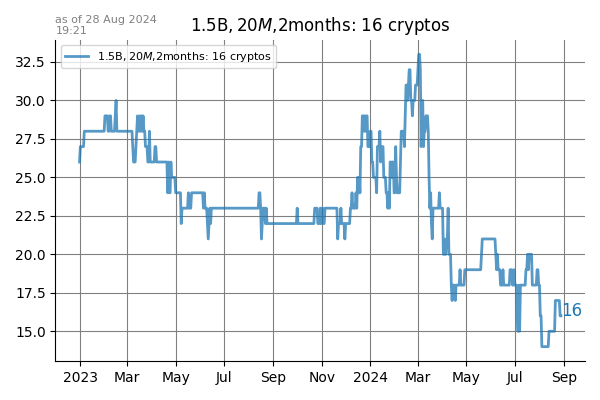 as of 28 Aug 2024
19:21
1.5B, 20M,2months: 16 cryptos
1.5B, 20M,2months: 16 cryptos
32.5
30.0
27.5
25.0
22.5
20.0
17.5
15.0
16
2023 Mar May Jul Sep Nov 2024 Mar May Jul Sep